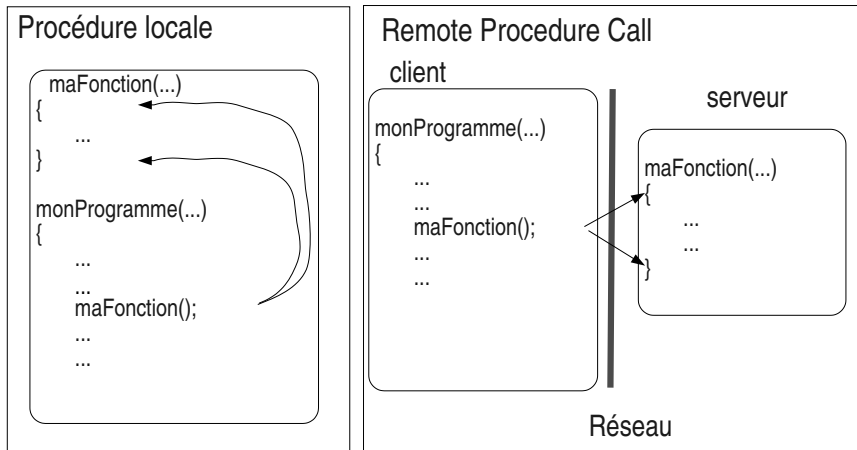 Procédure locale
maFonction(...)
{
...
}
monProgramme(...)
{
...
...
maFonction();
...
...
Remote Procedure Call
client
monProgramme(...)
{
...
...
maFonction();
...
...
serveur
maFonction(...)
{
...
...
}
Réseau